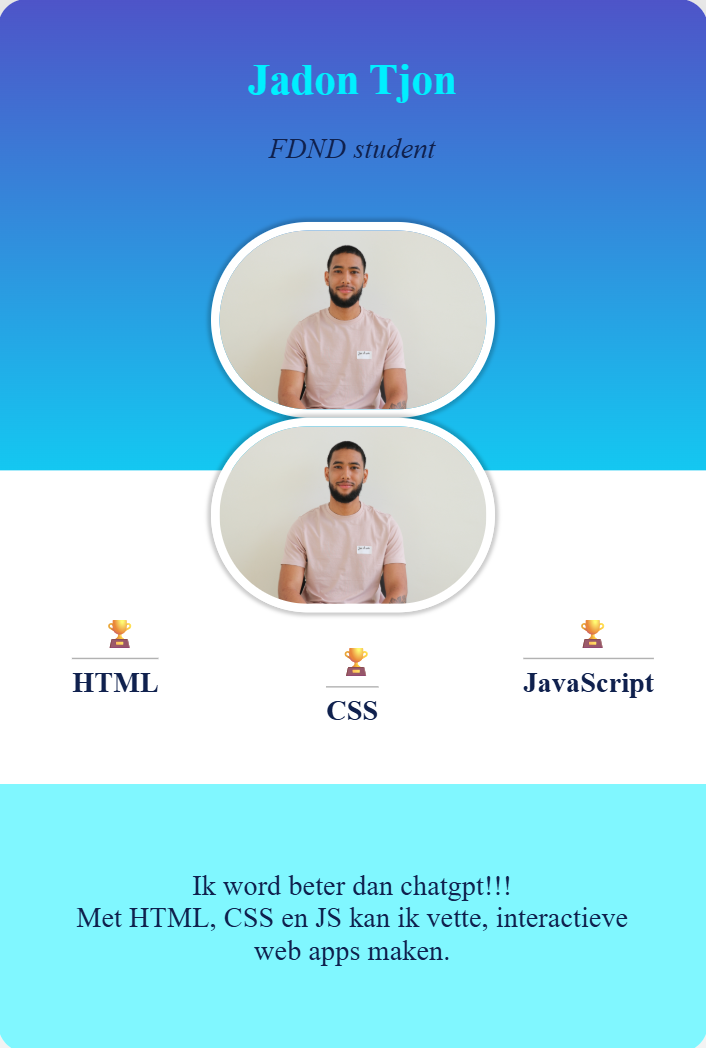 Jadon Tjon
FDND student
HTML
CSS
JavaScript
Ik word beter dan chatgpt!!!
Met HTML, CSS en JS kan ik vette, interactieve
web apps maken.